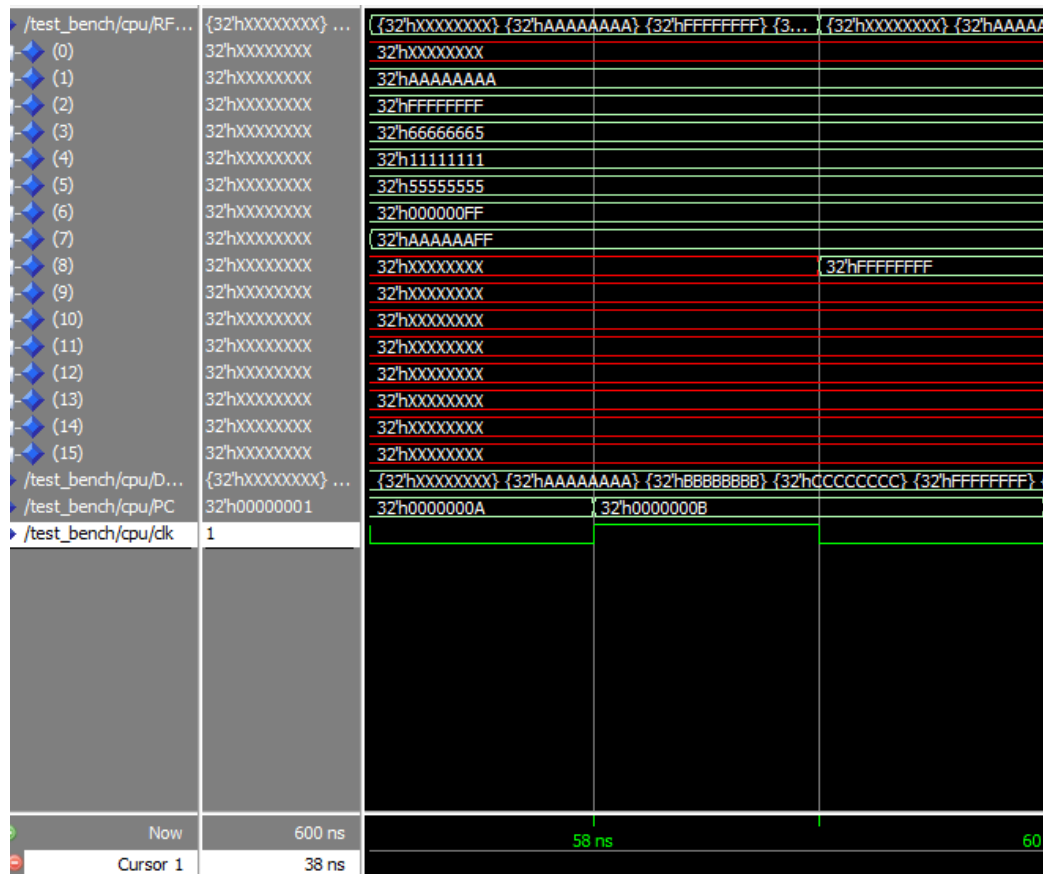 /test_bench/cpu/RF... {32'hXXXXXXXX} ... {32'hXXXXXXXX} {32'hAAAAAAAA} {32'hFFFFFFFF} {3... {32'hXXXXXXXX} {32'hAAAAA
(0) 32'hXXXXXXXX 32'hXXXXXXXX
(1) 32'hXXXXXXXX 32'hAAAAAAAA
(2) 32'hXXXXXXXX 32'hFFFFFFFF
(3) 32'hXXXXXXXX 32'h66666665
(4) 32'hXXXXXXXX 32'h11111111
(5) 32'hXXXXXXXX 32'h55555555
(6) 32'hXXXXXXXX 32'h000000FF
(7) 32'hXXXXXXXX 32'hAAAAAAFF
(8) 32'hXXXXXXXX 32'hXXXXXXXX 32'hFFFFFFFF
(9) 32'hXXXXXXXX 32'hXXXXXXXX
(10) 32'hXXXXXXXX 32'hXXXXXXXX
(11) 32'hXXXXXXXX 32'hXXXXXXXX
(12) 32'hXXXXXXXX 32'hXXXXXXXX
(13) 32'hXXXXXXXX 32'hXXXXXXXX
(14) 32'hXXXXXXXX 32'hXXXXXXXX
(15) 32'hXXXXXXXX 32'hXXXXXXXX
/test_bench/cpu/D... {32'hXXXXXXXX} ... {32'hXXXXXXXX} {32'hAAAAAAAA} {32'hBBBBBBBB} {32'hCCCCCCCC} {32'hFFFFFFFF} {
/test_bench/cpu/PC 32'h00000001 32'h0000000A 32'h0000000B
/test_bench/cpu/clk 1
Now 600 ns 58 ns 60
Cursor 1 38 ns